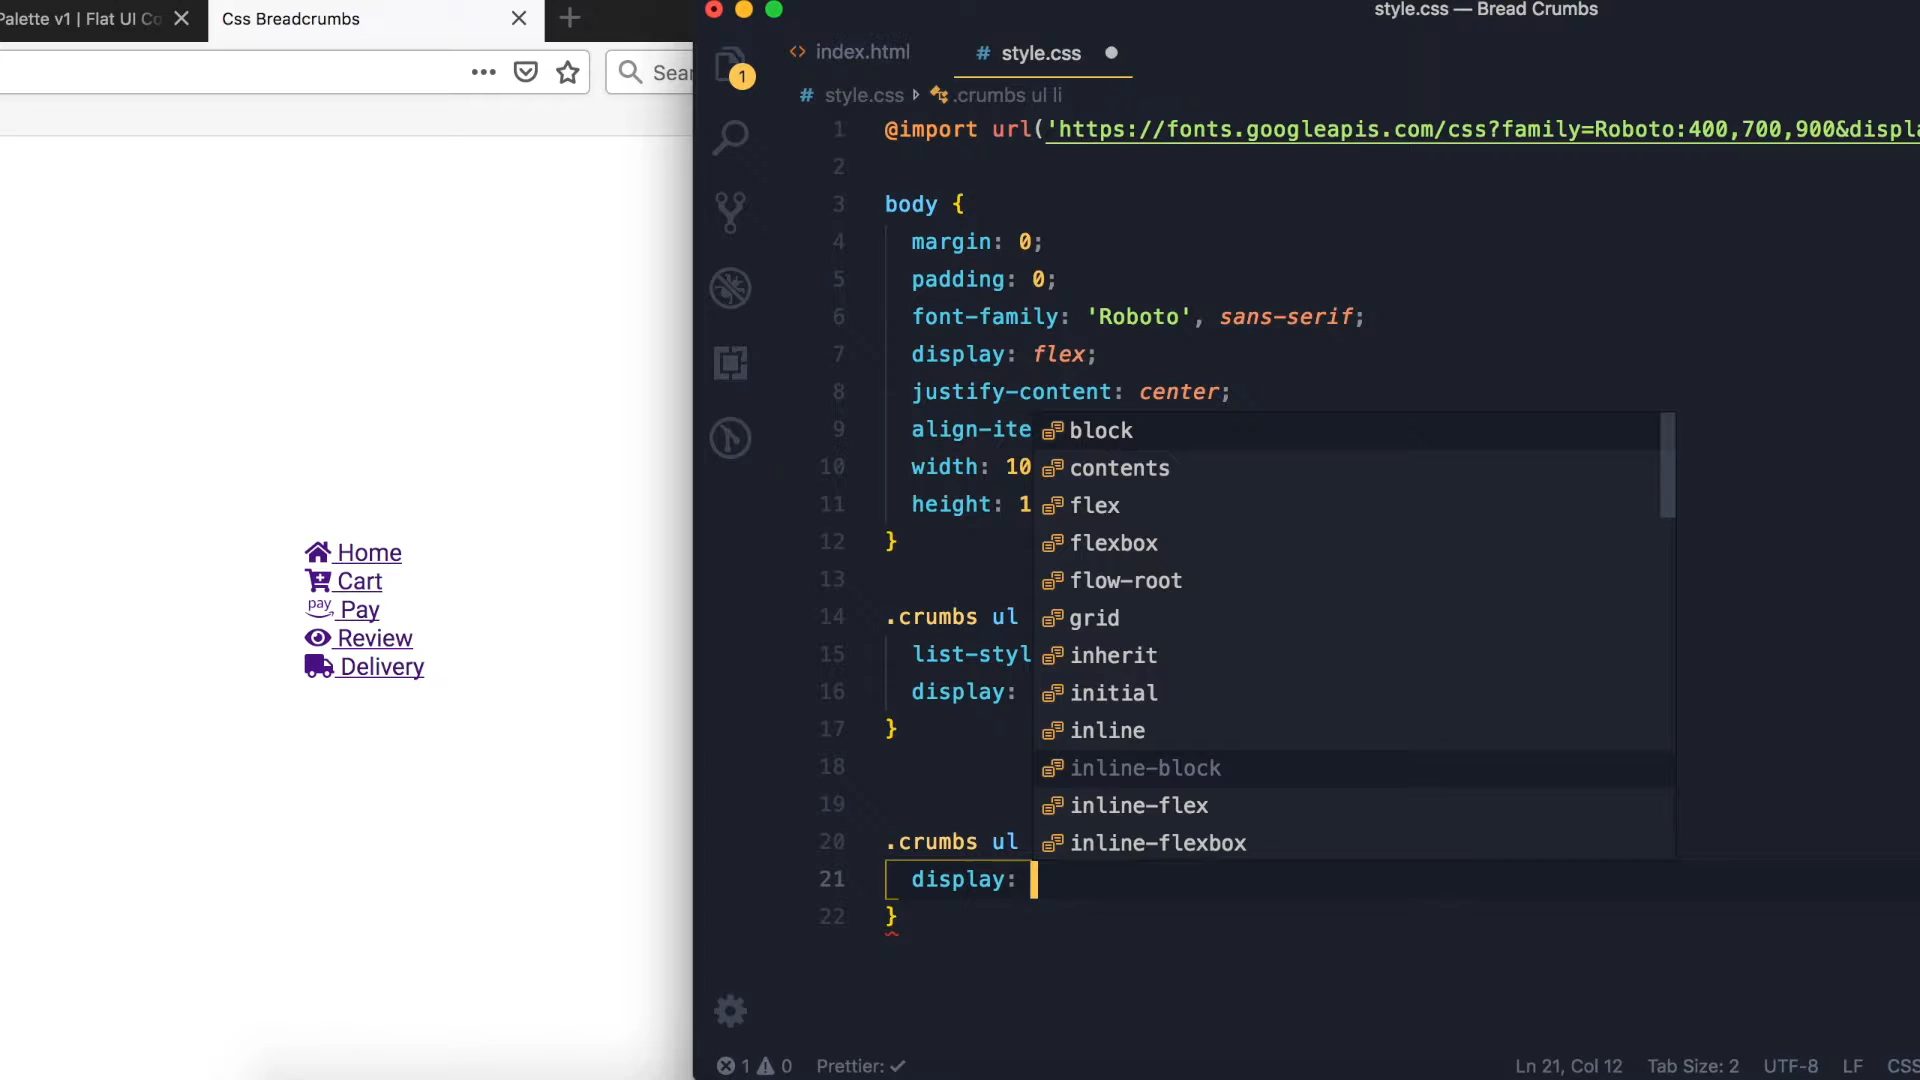 Palette v1 | Flat UI Co
Css Breadcrumbs
Sear
Home
Cart
pay Pay
Review
Delivery
style.css — Bread Crumbs
1
index.html
# style.css
# style.css .crumbs ul li
1 @import url('https://fonts.googleapis.com/css?family=Roboto:400,700,900&displa
2
3 body {
4 margin: 0;
5 padding: 0;
6 font-family: 'Roboto', sans-serif;
7 display: flex;
8 justify-content: center;
9 align-ite
10 width: 10
11 height: 1
12 }
13
14 .crumbs ul
15 list-styl
16 display:
17 }
18
19
20 .crumbs ul
21 display:
22 }
block
contents
flex
flexbox
flow-root
grid
inherit
initial
inline
inline-block
inline-flex
inline-flexbox
1 0 Prettier: ✓
Ln 21, Col 12 Tab Size: 2 UTF-8 LF CSS